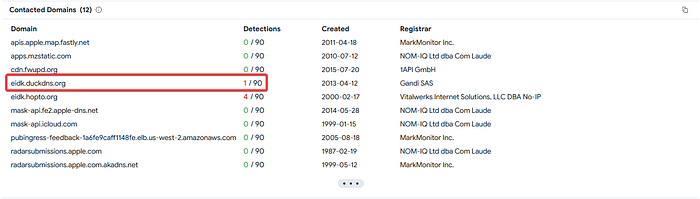 Contacted Domains (12)
Domain Detections Created Registrar
apis.apple.map.fastly.net 0 / 90 2011-04-18 MarkMonitor Inc.
apps.mzstatic.com 0 / 90 2010-07-12 NOM-IQ Ltd dba Com Laude
cdn.fwupd.org 0 / 90 2015-07-20 1API GmbH
eidk.duckdns.org 1 / 90 2013-04-12 Gandi SAS
eidk.hopto.org 4 / 90 2000-02-17 Vitalwerks Internet Solutions, LLC DBA No-IP
mask-api.fe2.apple-dns.net 0 / 90 2014-05-28 NOM-IQ Ltd dba Com Laude
mask-api.icloud.com 0 / 90 1999-01-15 NOM-IQ Ltd dba Com Laude
pubingress-feedback-1a6fe9caff1148fe.elb.us-west-2.amazonaws.com 0 / 90 2005-08-18 MarkMonitor Inc.
radarsubmissions.apple.com 0 / 90 1987-02-19 NOM-IQ Ltd dba Com Laude
radarsubmissions.apple.com.akadns.net 0 / 90 1999-05-12 MarkMonitor Inc.